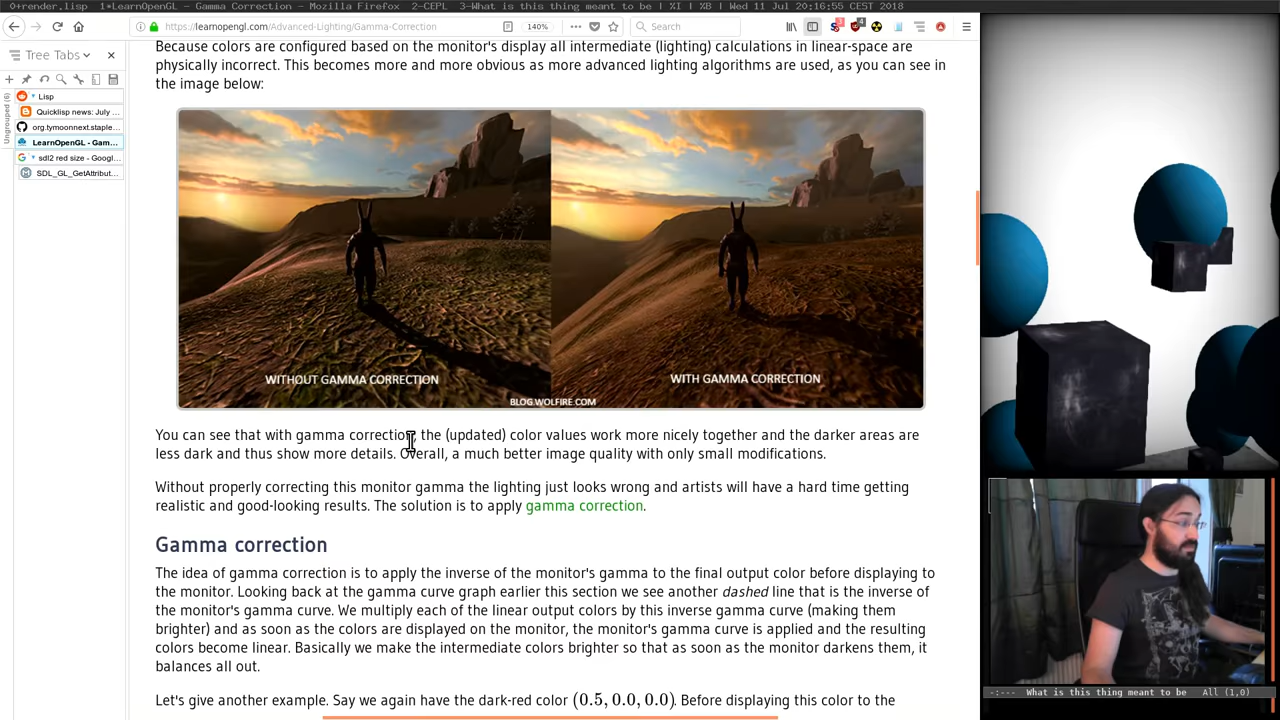 0+render.lisp  1*LearnOpenGL – Gamma Correction - Mozilla Firefox  2-CEPL  3-What is this thing meant to be | %I | %B | Wed 11 Jul 20:16:55 CEST 2018
https://learnopengl.com/Advanced-Lighting/Gamma-Correction
140%
Search
3
4
Tree Tabs
Ungrouped (6)
Lisp
Quicklisp news: July ...
org.tymoonnext.staple...
LearnOpenGL - Gam...
sdl2 red size - Googl...
SDL_GL_GetAttribut...
Because colors are configured based on the monitor's display all intermediate (lighting) calculations in linear-space are
physically incorrect. This becomes more and more obvious as more advanced lighting algorithms are used, as you can see in
the image below:
WITHOUT GAMMA CORRECTION
WITH GAMMA CORRECTION
BLOG.WOLFIRE.COM
You can see that with gamma correction, the (updated) color values work more nicely together and the darker areas are
less dark and thus show more details. Overall, a much better image quality with only small modifications.
Without properly correcting this monitor gamma the lighting just looks wrong and artists will have a hard time getting
realistic and good-looking results. The solution is to apply gamma correction.
Gamma correction
The idea of gamma correction is to apply the inverse of the monitor's gamma to the final output color before displaying to
the monitor. Looking back at the gamma curve graph earlier this section we see another dashed line that is the inverse of
the monitor's gamma curve. We multiply each of the linear output colors by this inverse gamma curve (making them
brighter) and as soon as the colors are displayed on the monitor, the monitor's gamma curve is applied and the resulting
colors become linear. Basically we make the intermediate colors brighter so that as soon as the monitor darkens them, it
balances all out.
Let's give another example. Say we again have the dark-red color (0.5, 0.0, 0.0). Before displaying this color to the
-:---  What is this thing meant to be   All (1,0)